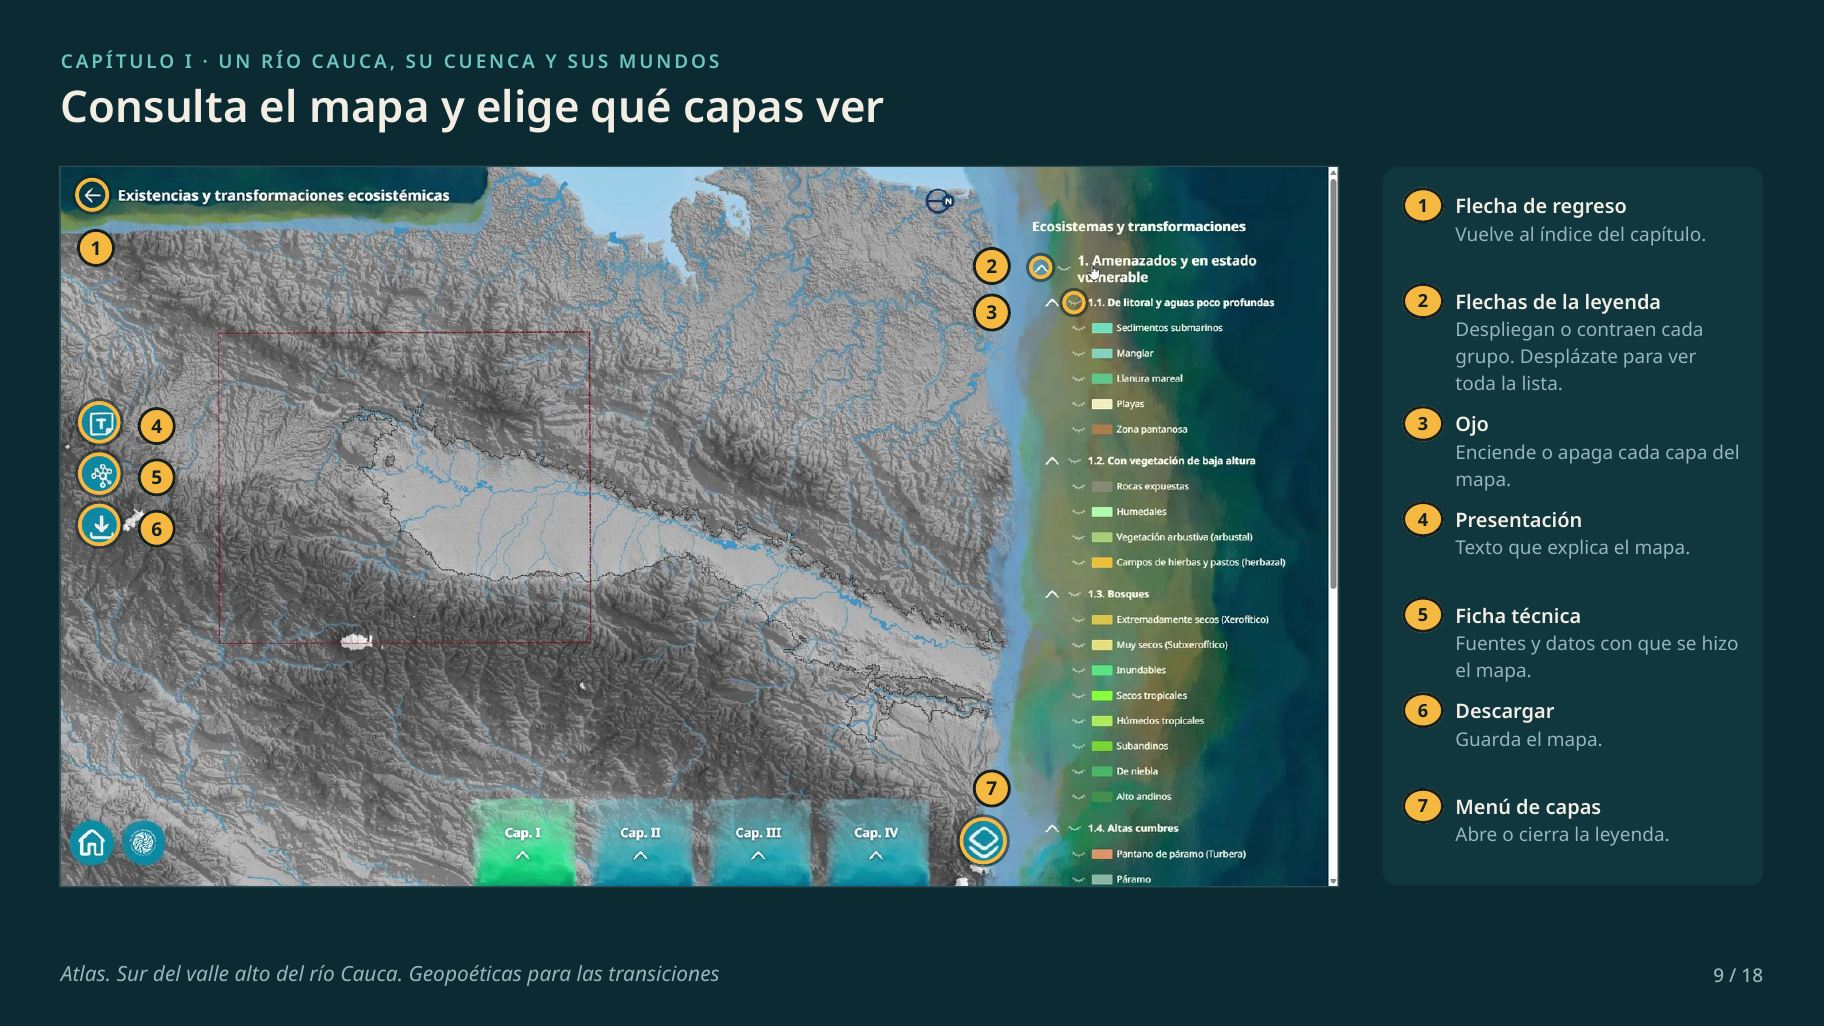 CAPÍTULO I · UN RÍO CAUCA, SU CUENCA Y SUS MUNDOS
Consulta el mapa y elige qué capas ver
Existencias y transformaciones ecosistémicas
N
1
Ecosistemas y transformaciones
2
1. Amenazados y en estado
vulnerable
3
1.1. De litoral y aguas poco profundas
Sedimentos submarinos
Manglar
Llanura mareal
Playas
Zona pantanosa
1.2. Con vegetación de baja altura
Rocas expuestas
Humedales
Vegetación arbustiva (arbustal)
Campos de hierbas y pastos (herbazal)
1.3. Bosques
Extremadamente secos (Xerofítico)
Muy secos (Subxerofítico)
Inundables
Secos tropicales
Húmedos tropicales
Subandinos
De niebla
Alto andinos
1.4. Altas cumbres
Pantano de páramo (Turbera)
Páramo
T
4
5
6
7
Cap. I
Cap. II
Cap. III
Cap. IV
1
Flecha de regreso
Vuelve al índice del capítulo.
2
Flechas de la leyenda
Despliegan o contraen cada
grupo. Desplázate para ver
toda la lista.
3
Ojo
Enciende o apaga cada capa del
mapa.
4
Presentación
Texto que explica el mapa.
5
Ficha técnica
Fuentes y datos con que se hizo
el mapa.
6
Descargar
Guarda el mapa.
7
Menú de capas
Abre o cierra la leyenda.
Atlas. Sur del valle alto del río Cauca. Geopoéticas para las transiciones
9 / 18